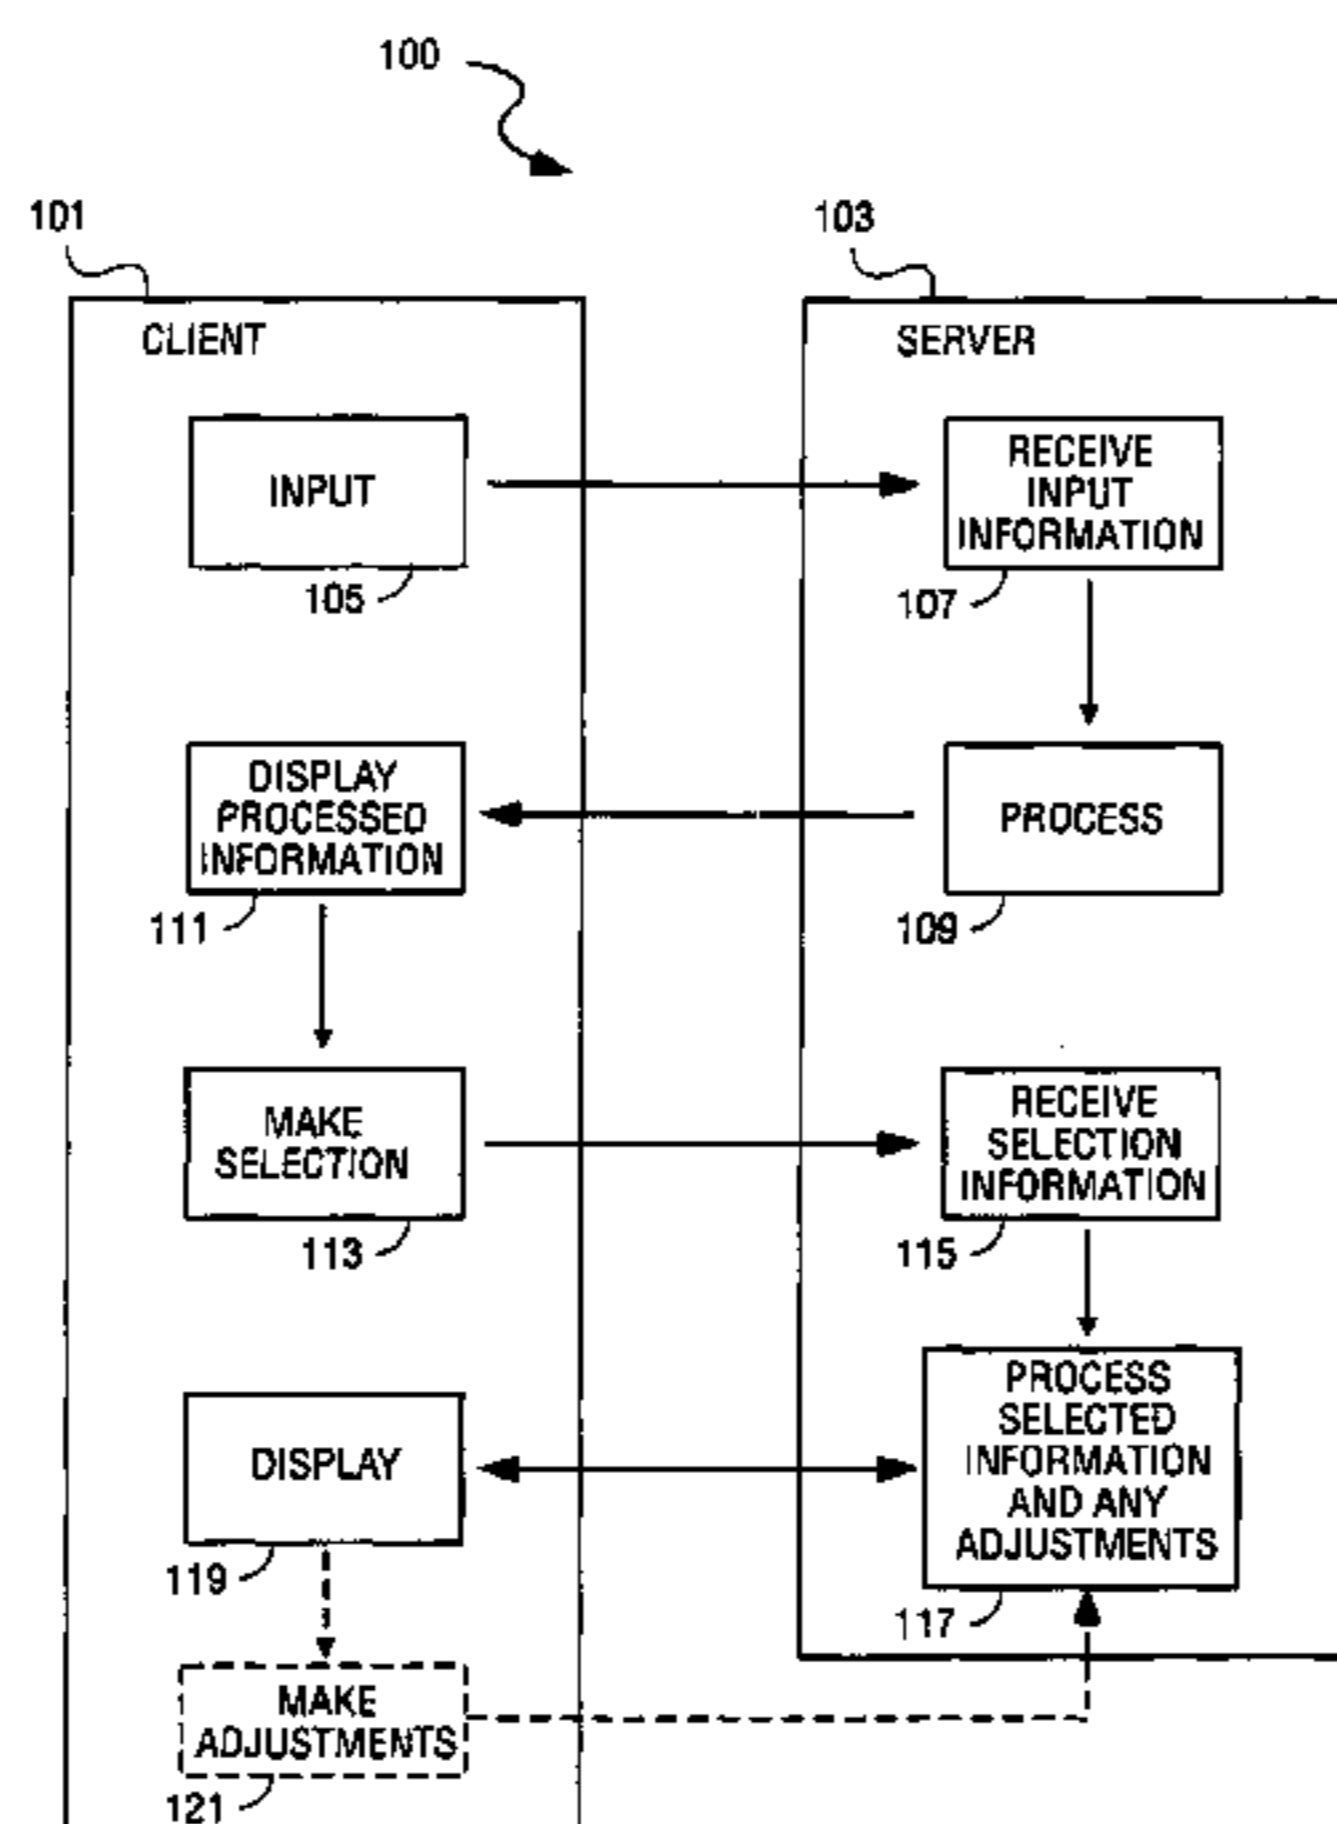 100
101
103
CLIENT
SERVER
INPUT
105
RECEIVE
INPUT
INFORMATION
107
DISPLAY
PROCESSED
INFORMATION
111
PROCESS
109
MAKE
SELECTION
113
RECEIVE
SELECTION
INFORMATION
115
DISPLAY
119
PROCESS
SELECTED
INFORMATION
AND ANY
ADJUSTMENTS
117
MAKE
ADJUSTMENTS
121